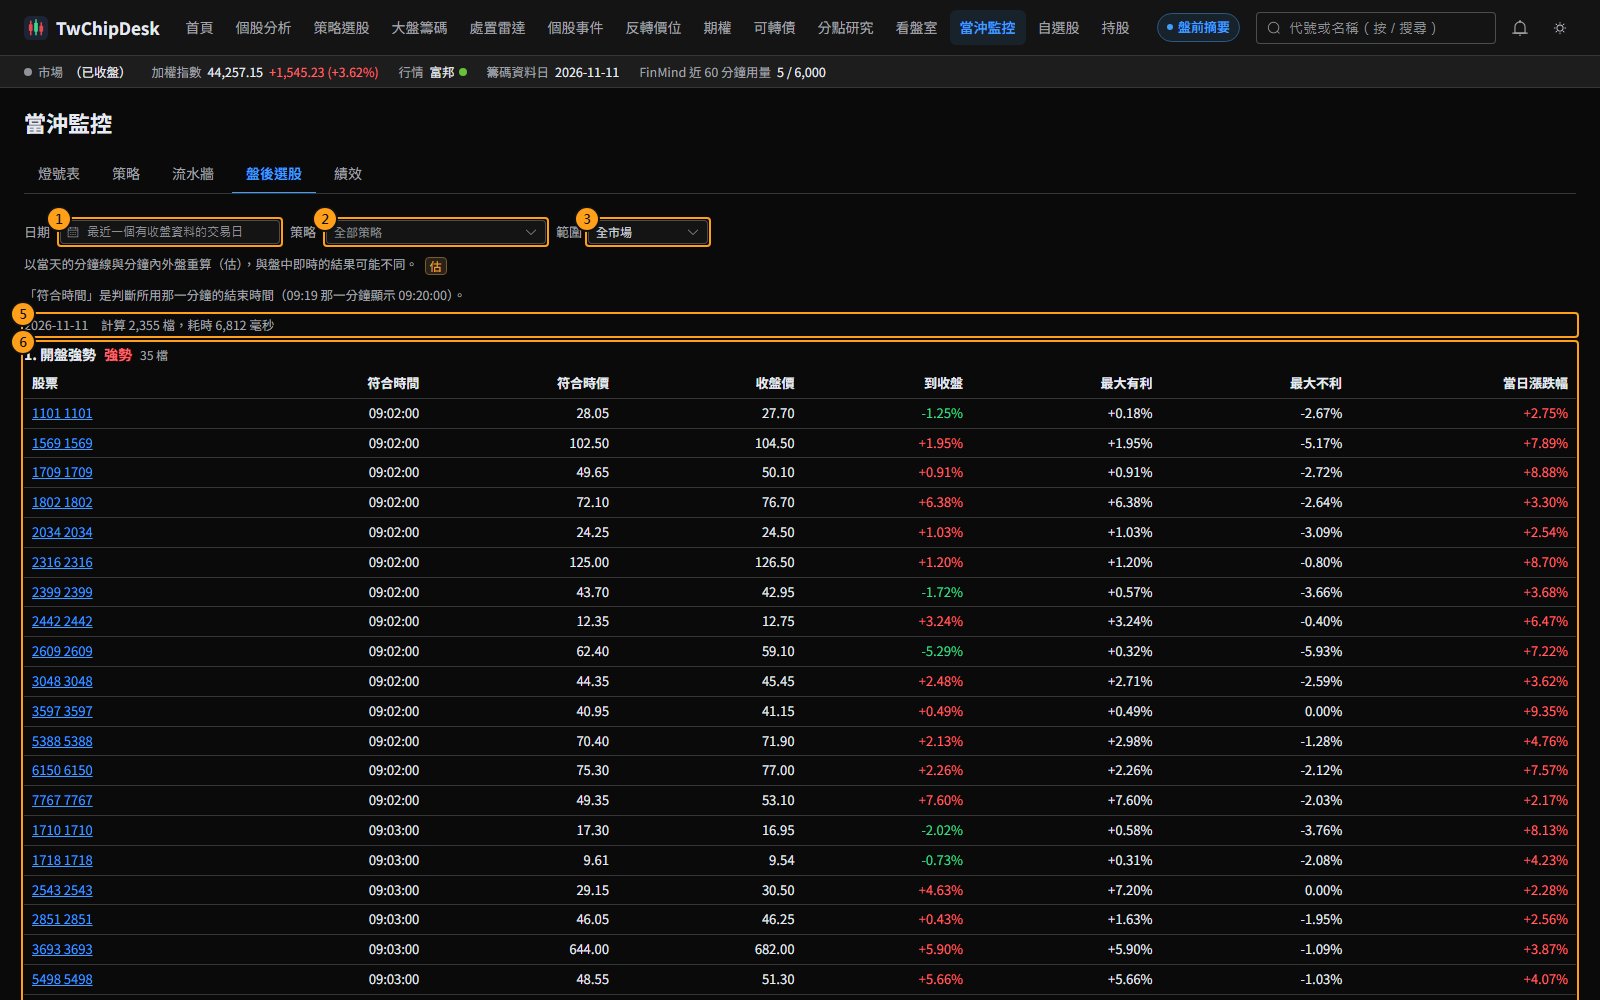 TwChipDesk 首頁 個股分析 策略選股 大盤籌碼 處置雷達 個股事件 反轉價位 期權 可轉債 分點研究 看盤室 當沖監控 自選股 持股 盤前摘要 代號或名稱 ( 按 / 搜尋 )
市場 (已收盤) 加權指數 44,257.15 +1,545.23 (+3.62%) 行情 富邦 籌碼資料日 2026-11-11 FinMind 近 60 分鐘用量 5 / 6,000
當沖監控
燈號表 策略 流水牆 盤後選股 績效
1 2 3
日期 最近一個有收盤資料的交易日 策略 全部策略 範圍 全市場
以當天的分鐘線與分鐘內外盤重算（估），與盤中即時的結果可能不同。 估
「符合時間」是判斷所用那一分鐘的結束時間（09:19 那一分鐘顯示 09:20:00）。
5
2026-11-11 計算 2,355 檔，耗時 6,812 毫秒
6
1. 開盤強勢 強勢 35 檔
股票 符合時間 符合時價 收盤價 到收盤 最大有利 最大不利 當日漲跌幅
1101 1101 09:02:00 28.05 27.70 -1.25% +0.18% -2.67% +2.75%
1569 1569 09:02:00 102.50 104.50 +1.95% +1.95% -5.17% +7.89%
1709 1709 09:02:00 49.65 50.10 +0.91% +0.91% -2.72% +8.88%
1802 1802 09:02:00 72.10 76.70 +6.38% +6.38% -2.64% +3.30%
2034 2034 09:02:00 24.25 24.50 +1.03% +1.03% -3.09% +2.54%
2316 2316 09:02:00 125.00 126.50 +1.20% +1.20% -0.80% +8.70%
2399 2399 09:02:00 43.70 42.95 -1.72% +0.57% -3.66% +3.68%
2442 2442 09:02:00 12.35 12.75 +3.24% +3.24% -0.40% +6.47%
2609 2609 09:02:00 62.40 59.10 -5.29% +0.32% -5.93% +7.22%
3048 3048 09:02:00 44.35 45.45 +2.48% +2.71% -2.59% +3.62%
3597 3597 09:02:00 40.95 41.15 +0.49% +0.49% 0.00% +9.35%
5388 5388 09:02:00 70.40 71.90 +2.13% +2.98% -1.28% +4.76%
6150 6150 09:02:00 75.30 77.00 +2.26% +2.26% -2.12% +7.57%
7767 7767 09:02:00 49.35 53.10 +7.60% +7.60% -2.03% +2.17%
1710 1710 09:03:00 17.30 16.95 -2.02% +0.58% -3.76% +8.13%
1718 1718 09:03:00 9.61 9.54 -0.73% +0.31% -2.08% +4.23%
2543 2543 09:03:00 29.15 30.50 +4.63% +7.20% 0.00% +2.28%
2851 2851 09:03:00 46.05 46.25 +0.43% +1.63% -1.95% +2.56%
3693 3693 09:03:00 644.00 682.00 +5.90% +5.90% -1.09% +3.87%
5498 5498 09:03:00 48.55 51.30 +5.66% +5.66% -1.03% +4.07%